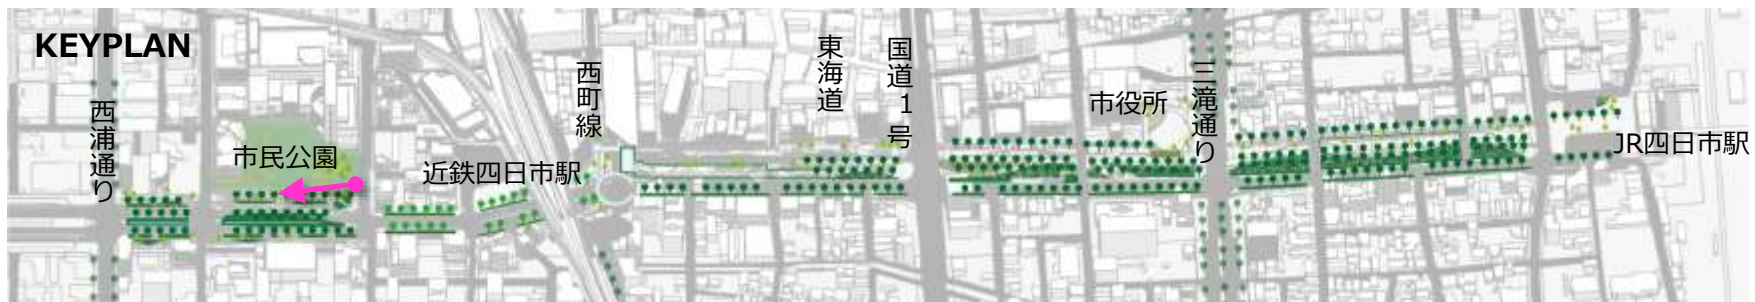 KEYPLAN
西浦通り
市民公園
近鉄四日市駅
西町線
東海道
国道1号
市役所
三滝通り
JR四日市駅